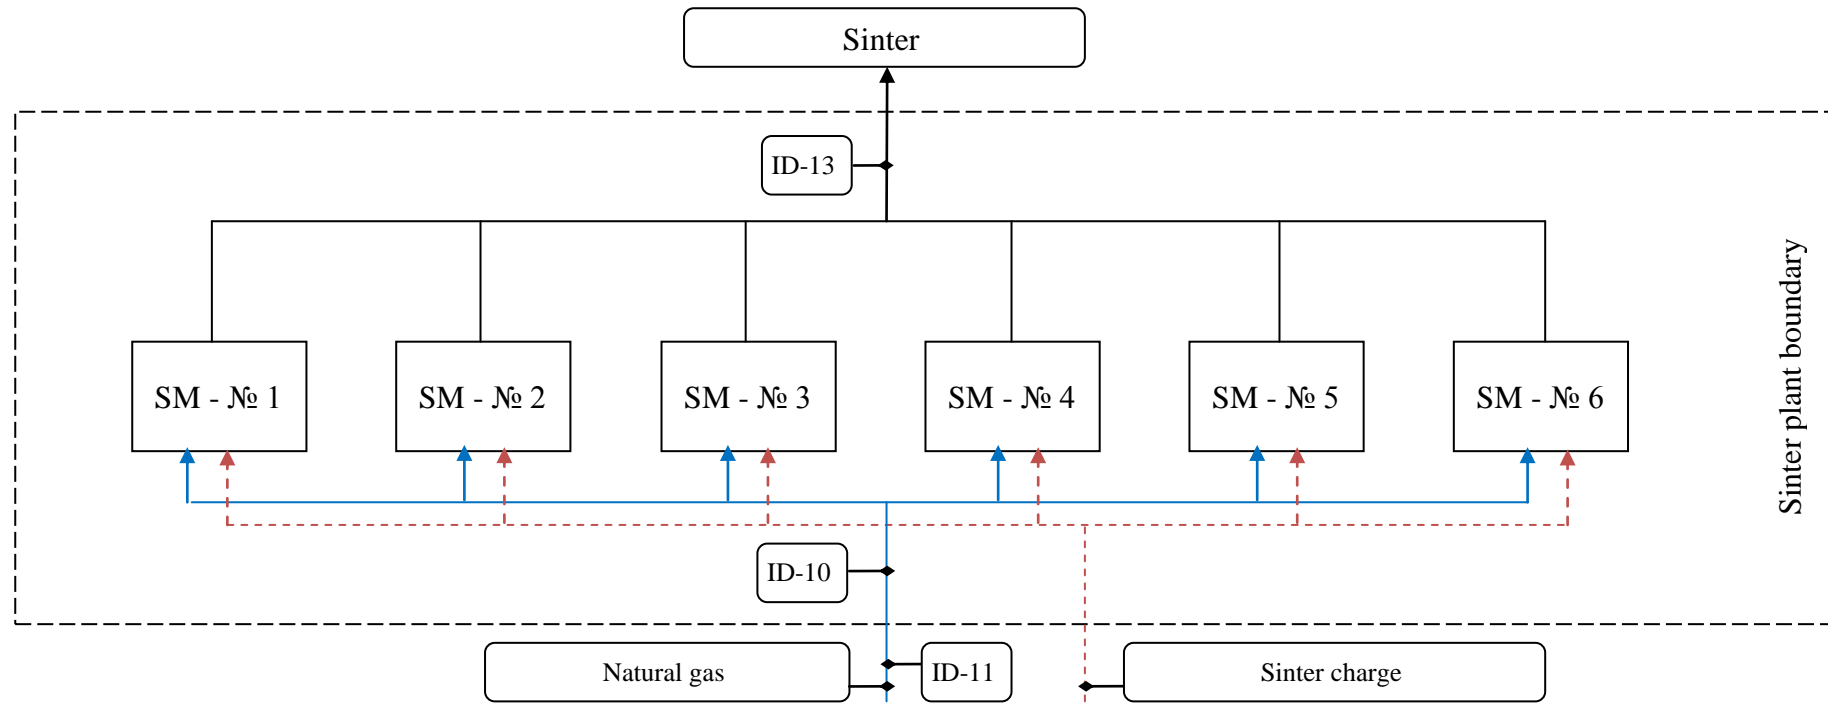 Sinter
ID-13
Sinter plant boundary
SM - № 1
SM - № 2
SM - № 3
SM - № 4
SM - № 5
SM - № 6
ID-10
Natural gas
ID-11
Sinter charge